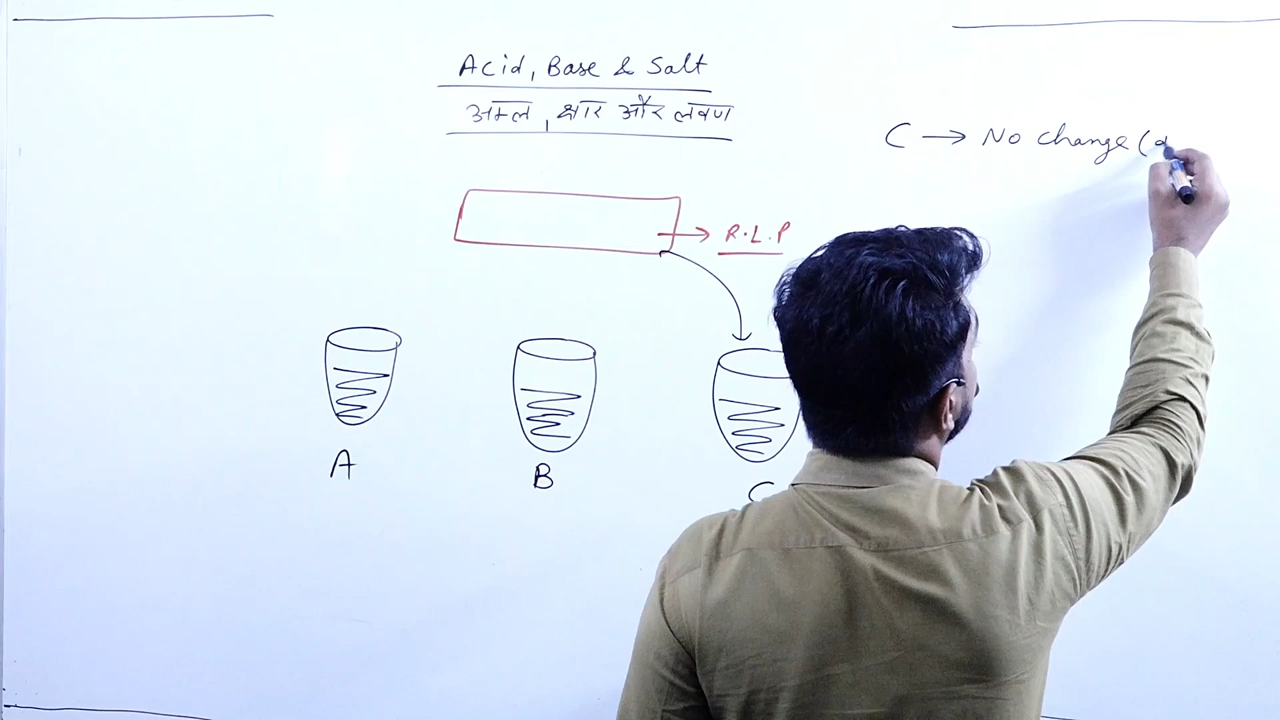 Acid, Base & Salt
अम्ल, क्षार और लवण
C → No change (
R.L.P
A
B
C